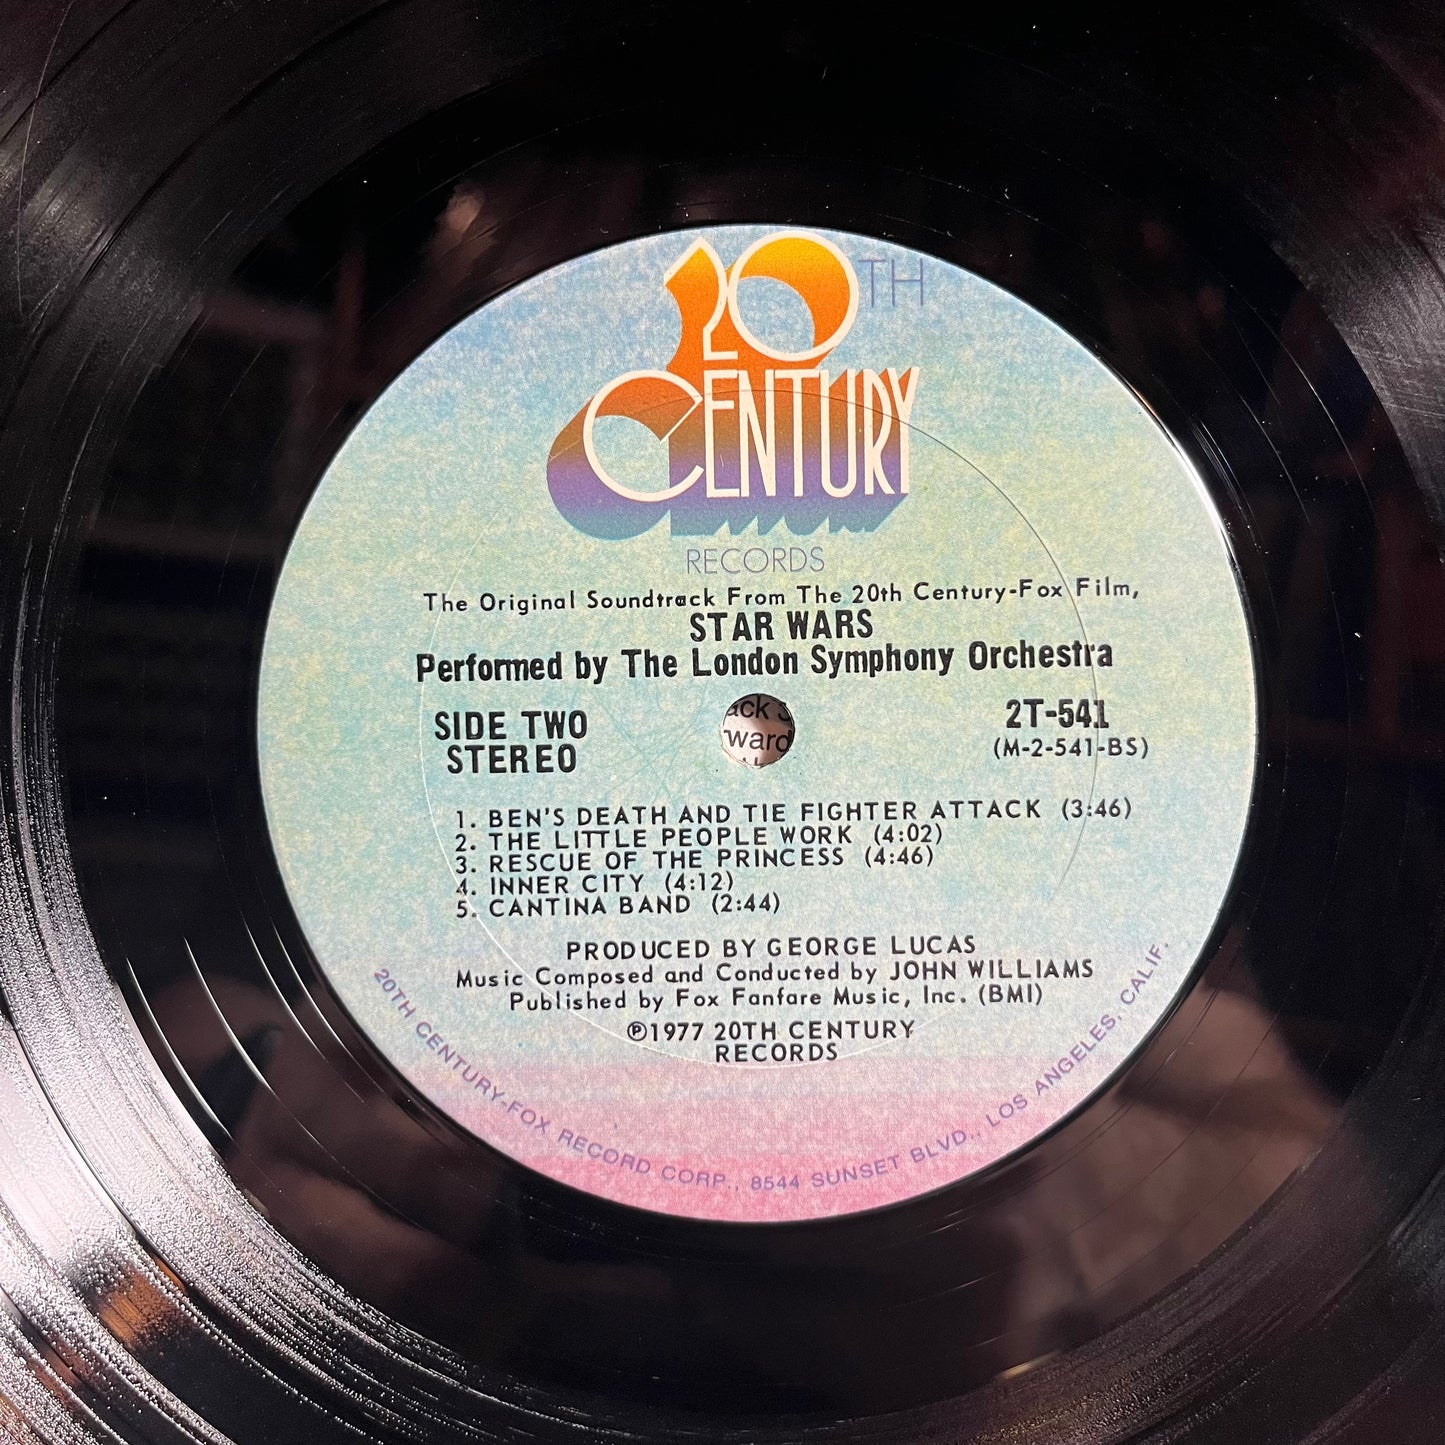 20TH
CENTURY
RECORDS
The Original Soundtrack From The 20th Century-Fox Film,
STAR WARS
Performed by The London Symphony Orchestra
SIDE TWO
STEREO
2T-541
(M-2-541-BS)
ack
ward
1. BEN'S DEATH AND TIE FIGHTER ATTACK (3:46)
2. THE LITTLE PEOPLE WORK (4:02)
3. RESCUE OF THE PRINCESS (4:46)
4. INNER CITY (4:12)
5. CANTINA BAND (2:44)
PRODUCED BY GEORGE LUCAS
Music Composed and Conducted by JOHN WILLIAMS
Published by Fox Fanfare Music, Inc. (BMI)
℗1977 20TH CENTURY
RECORDS
20TH CENTURY-FOX RECORD CORP., 8544 SUNSET BLVD., LOS ANGELES, CALIF.